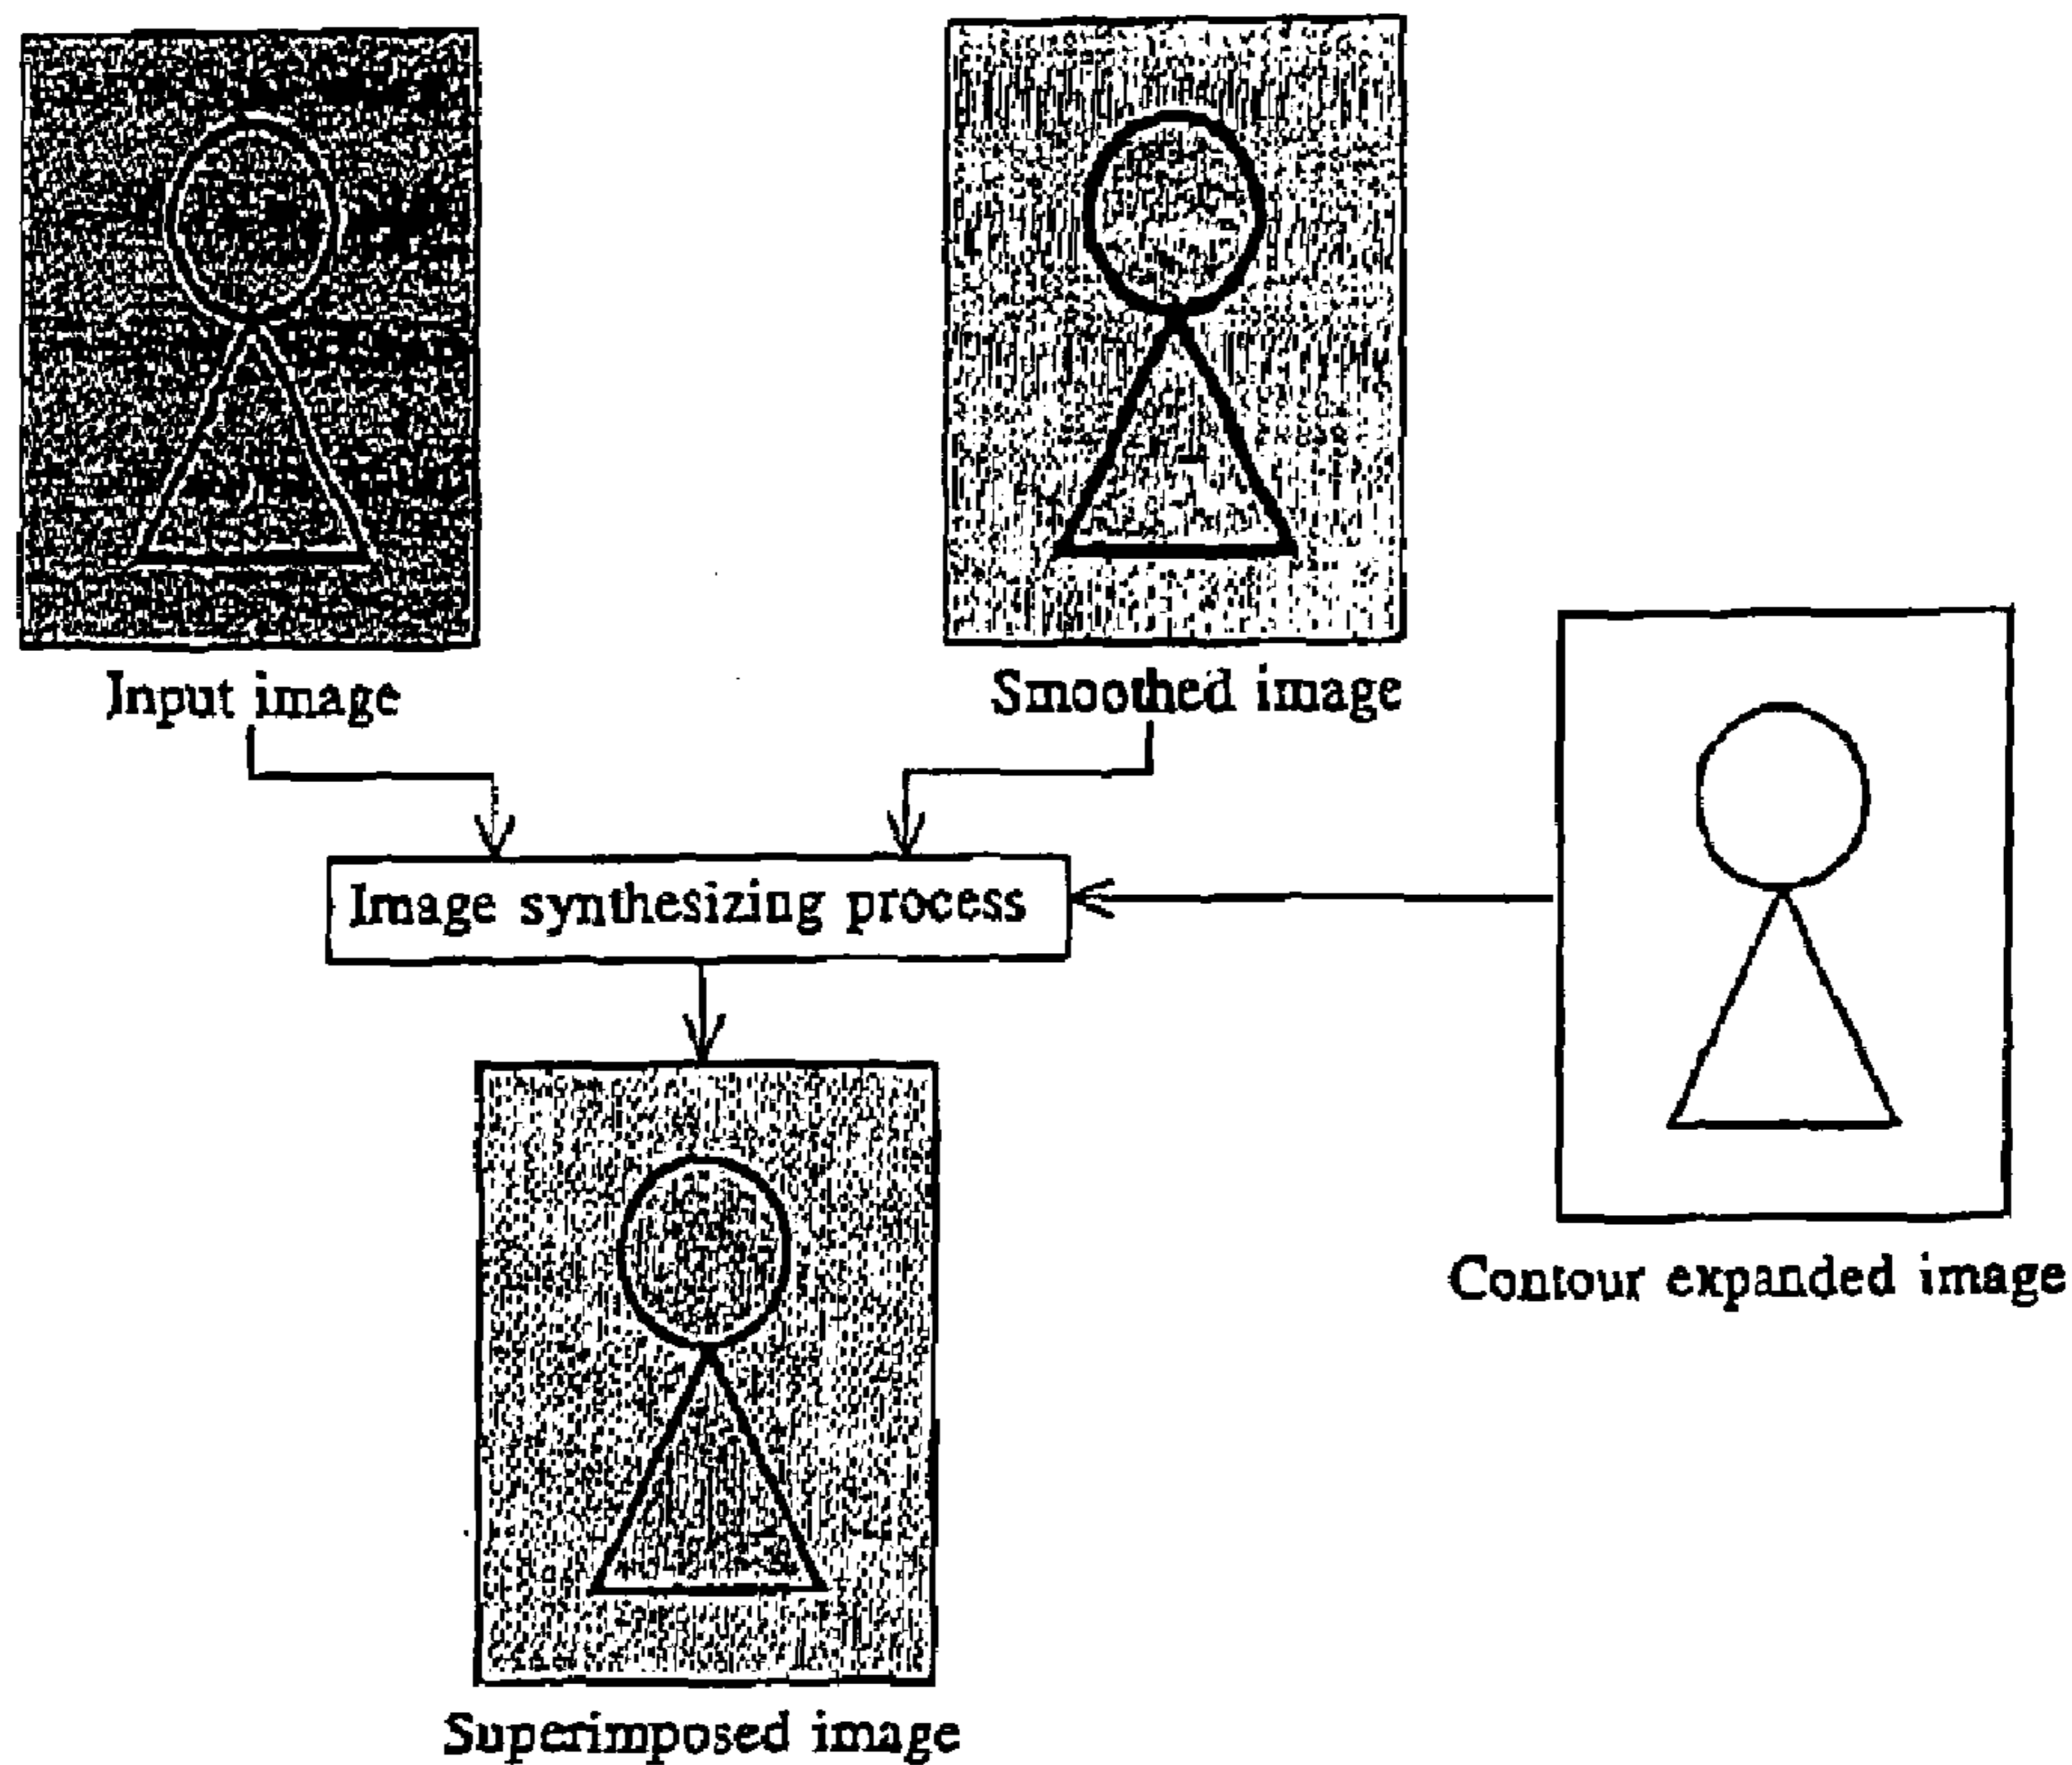 Input image
Smoothed image
Image synthesizing process
Contour expanded image
Superimposed image